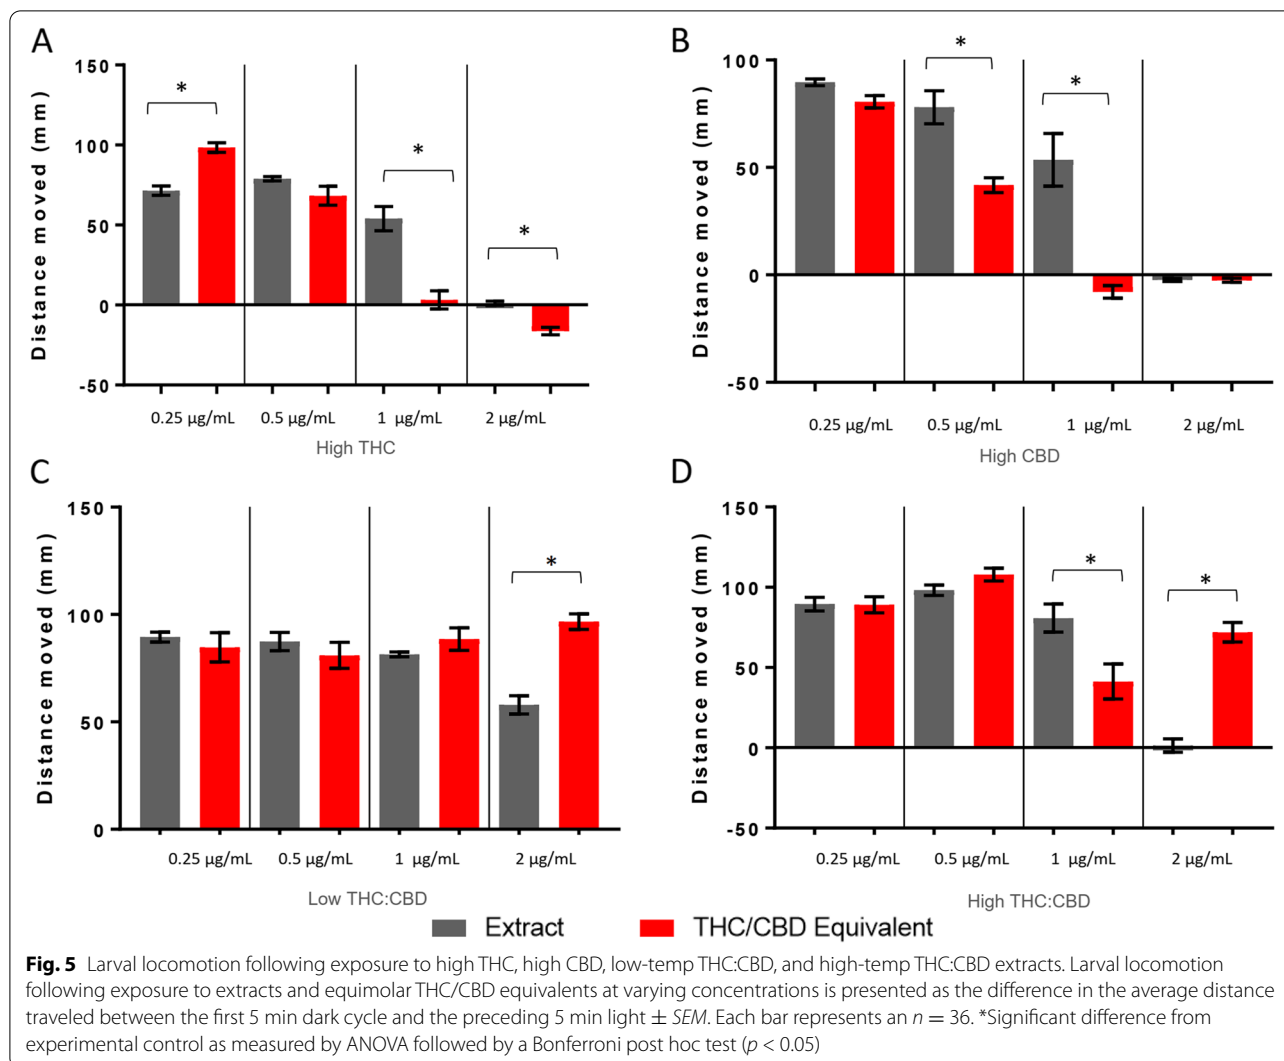 A
Distance moved (mm)
150
100
50
0
-50
*
*
*
0.25 µg/mL
0.5 µg/mL
1 µg/mL
2 µg/mL
High THC
B
Distance moved (mm)
100
50
0
-50
*
*
0.25 µg/mL
0.5 µg/mL
1 µg/mL
2 µg/mL
High CBD
C
Distance moved (mm)
150
100
50
0
*
0.25 µg/mL
0.5 µg/mL
1 µg/mL
2 µg/mL
Low THC:CBD
D
Distance moved (mm)
150
100
50
0
-50
*
*
0.25 µg/mL
0.5 µg/mL
1 µg/mL
2 µg/mL
High THC:CBD
Extract
THC/CBD Equivalent
Fig. 5 Larval locomotion following exposure to high THC, high CBD, low-temp THC:CBD, and high-temp THC:CBD extracts. Larval locomotion
following exposure to extracts and equimolar THC/CBD equivalents at varying concentrations is presented as the difference in the average distance
traveled between the first 5 min dark cycle and the preceding 5 min light ± SEM. Each bar represents an n = 36. *Significant difference from
experimental control as measured by ANOVA followed by a Bonferroni post hoc test (p < 0.05)